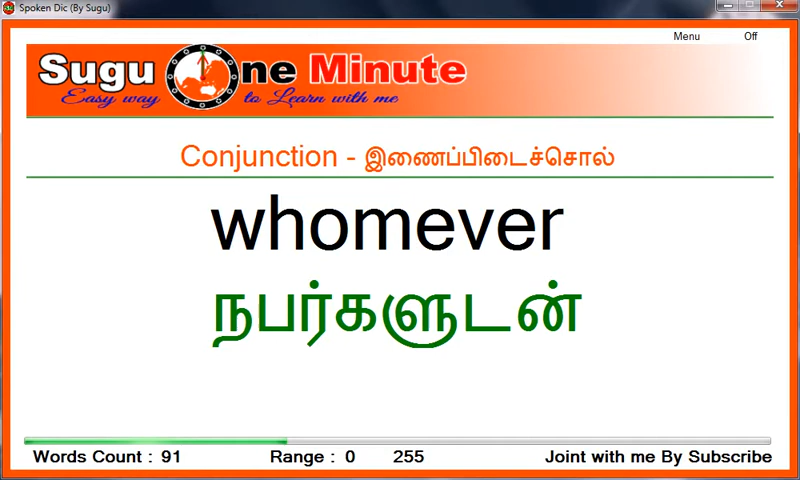 Spoken Dic (By Sugu)
Menu Off
Sugu One Minute
Easy way to Learn with me
Conjunction - இணைப்பிடைச்சொல்
whomever
நபர்களுடன்
Words Count : 91 Range : 0 255 Joint with me By Subscribe